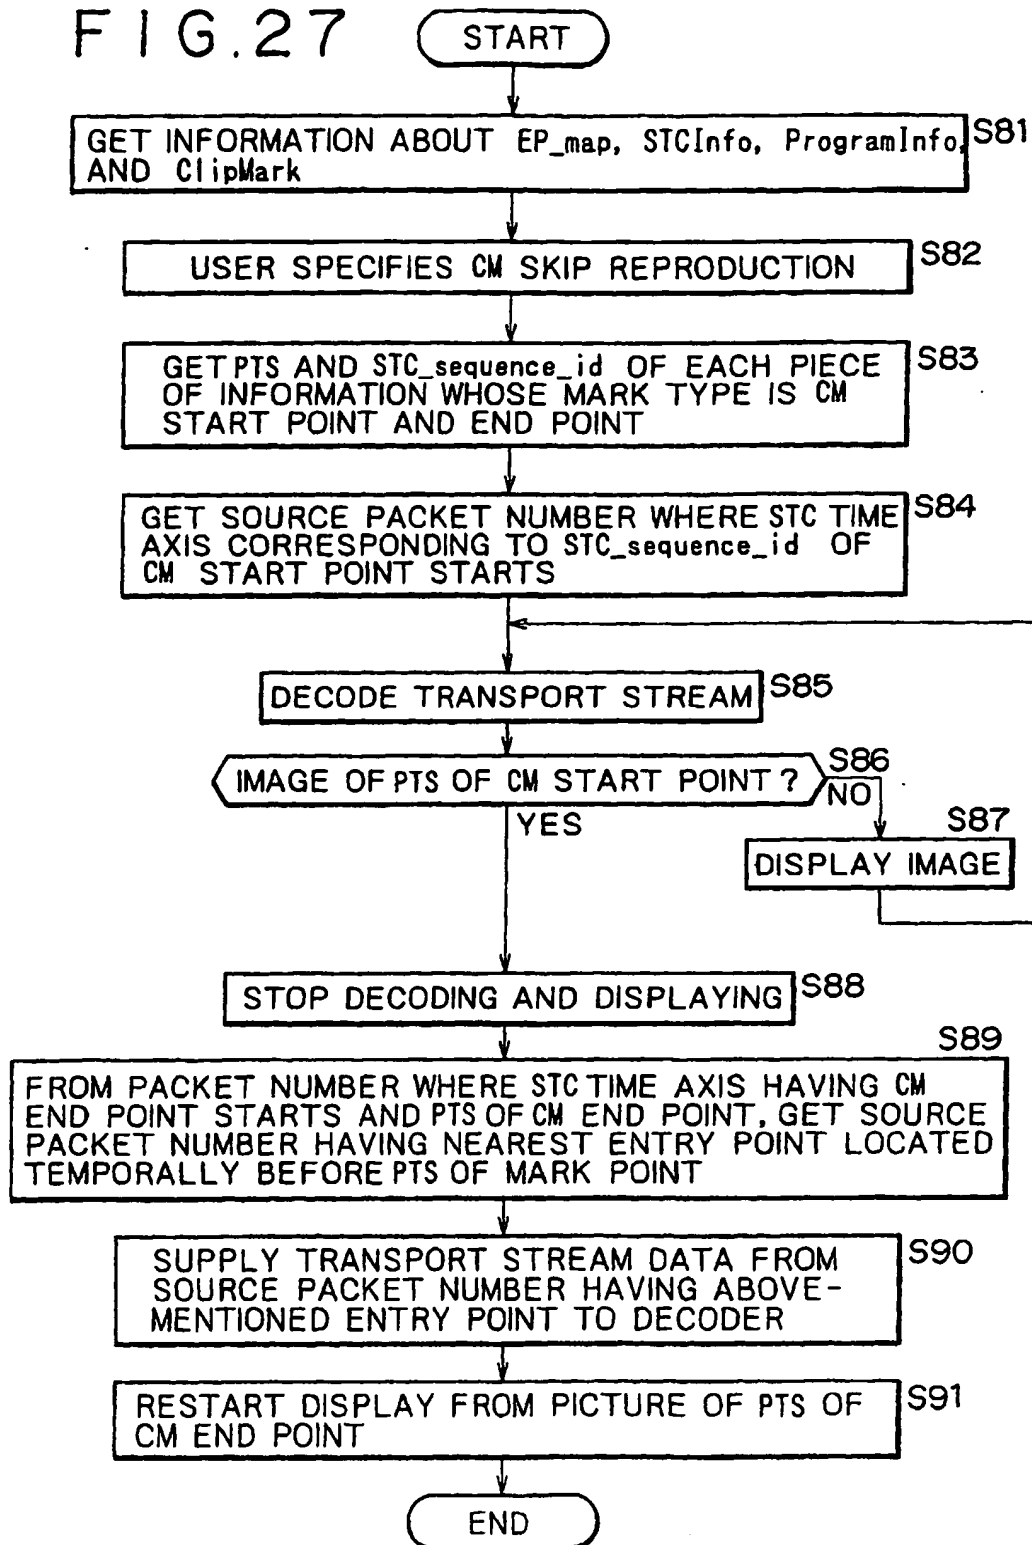 FIG.27
START
GET INFORMATION ABOUT EP_map, STCInfo, ProgramInfo,
AND ClipMark
S81
USER SPECIFIES CM SKIP REPRODUCTION
S82
GET PTS AND STC_sequence_id OF EACH PIECE
OF INFORMATION WHOSE MARK TYPE IS CM
START POINT AND END POINT
S83
GET SOURCE PACKET NUMBER WHERE STC TIME
AXIS CORRESPONDING TO STC_sequence_id OF
CM START POINT STARTS
S84
DECODE TRANSPORT STREAM
S85
IMAGE OF PTS OF CM START POINT?
S86
NO
YES
S87
DISPLAY IMAGE
STOP DECODING AND DISPLAYING
S88
S89
FROM PACKET NUMBER WHERE STC TIME AXIS HAVING CM
END POINT STARTS AND PTS OF CM END POINT, GET SOURCE
PACKET NUMBER HAVING NEAREST ENTRY POINT LOCATED
TEMPORALLY BEFORE PTS OF MARK POINT
SUPPLY TRANSPORT STREAM DATA FROM
SOURCE PACKET NUMBER HAVING ABOVE-
MENTIONED ENTRY POINT TO DECODER
S90
RESTART DISPLAY FROM PICTURE OF PTS OF
CM END POINT
S91
END